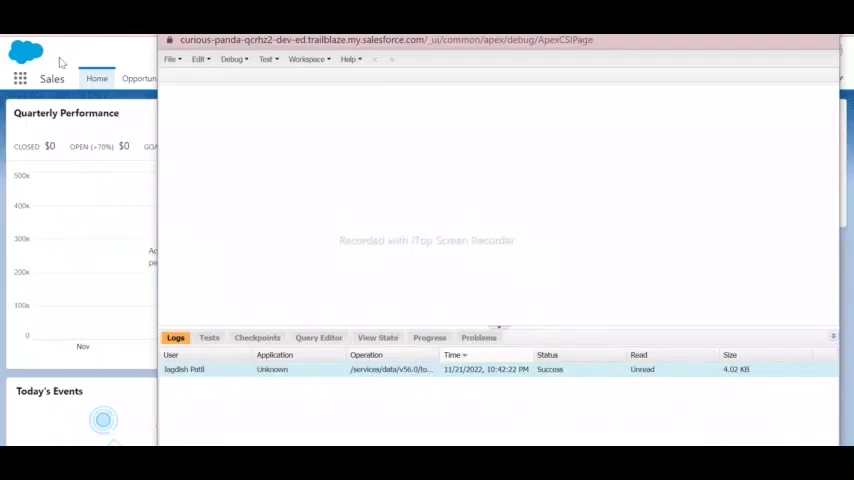 curious-panda-qcrhz2-dev-ed.trailblaze.my.salesforce.com/_ui/common/apex/debug/ApexCSIPage
File Edit Debug Test Workspace Help < >
Sales Home Opportun
Quarterly Performance
CLOSED $0 OPEN (>70%) $0 GOA
500K
400K
300K
200K
100K
0
Nov
Ad
pe
Recorded with iTop Screen Recorder
Logs Tests Checkpoints Query Editor View State Progress Problems
User Application Operation Time Status Read Size
Jagdish Patil Unknown /services/data/v56.0/to... 11/21/2022, 10:42:22 PM Success Unread 4.02 KB
Today's Events